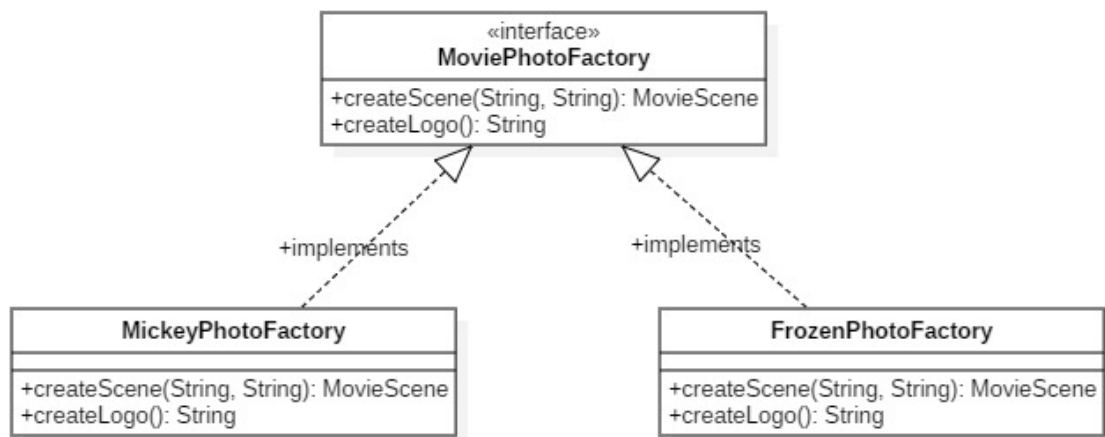 «interface»
MoviePhotoFactory
+createScene(String, String): MovieScene
+createLogo(): String
+implements
+implements
MickeyPhotoFactory
+createScene(String, String): MovieScene
+createLogo(): String
FrozenPhotoFactory
+createScene(String, String): MovieScene
+createLogo(): String